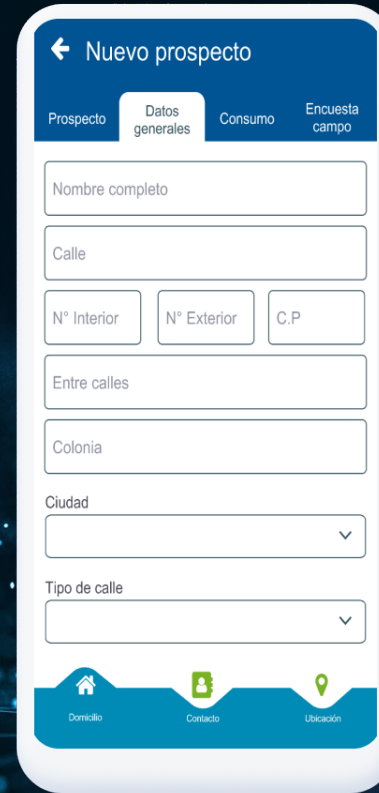 Nuevo prospecto
Prospecto
Datos
generales
Consumo
Encuesta
campo
Nombre completo
Calle
N° Interior
N° Exterior
C.P
Entre calles
Colonia
Ciudad
Tipo de calle
Domicilio
Contacto
Ubicación